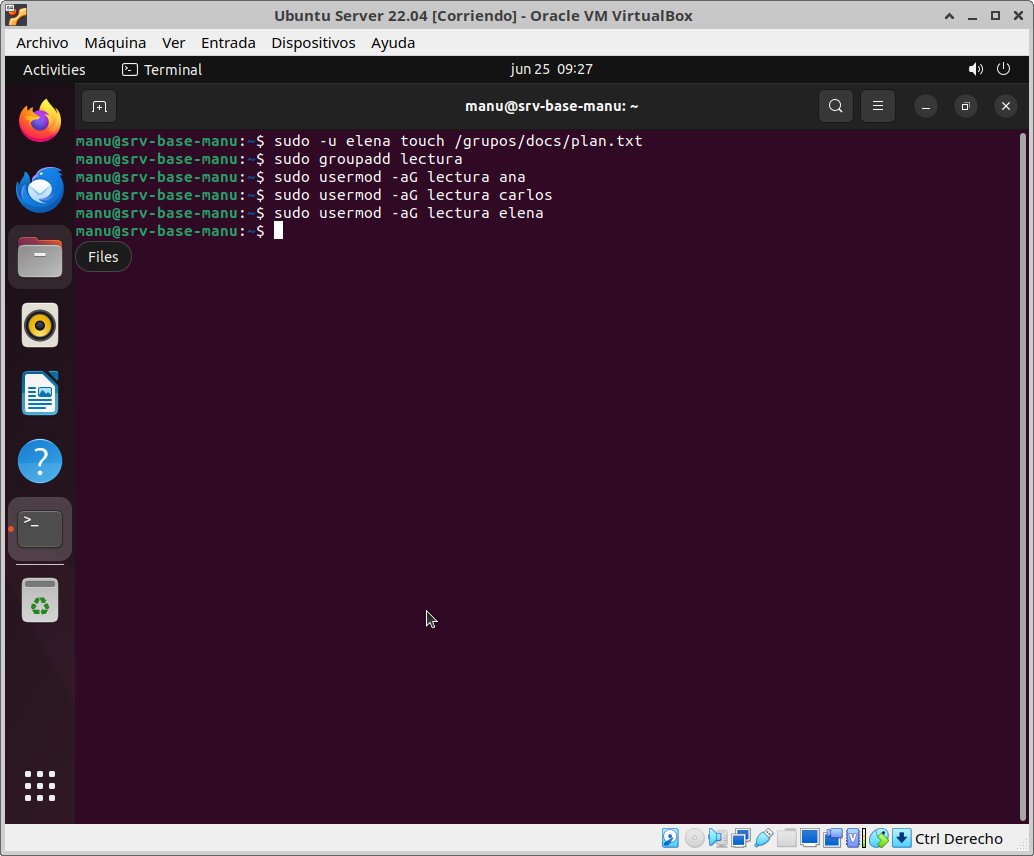 Ubuntu Server 22.04 [Corriendo] - Oracle VM VirtualBox
Archivo Máquina Ver Entrada Dispositivos Ayuda
Activities Terminal jun 25 09:27
manu@srv-base-manu: ~
manu@srv-base-manu:~$ sudo -u elena touch /grupos/docs/plan.txt
manu@srv-base-manu:~$ sudo groupadd lectura
manu@srv-base-manu:~$ sudo usermod -aG lectura ana
manu@srv-base-manu:~$ sudo usermod -aG lectura carlos
manu@srv-base-manu:~$ sudo usermod -aG lectura elena
manu@srv-base-manu:~$
Files
Ctrl Derecho